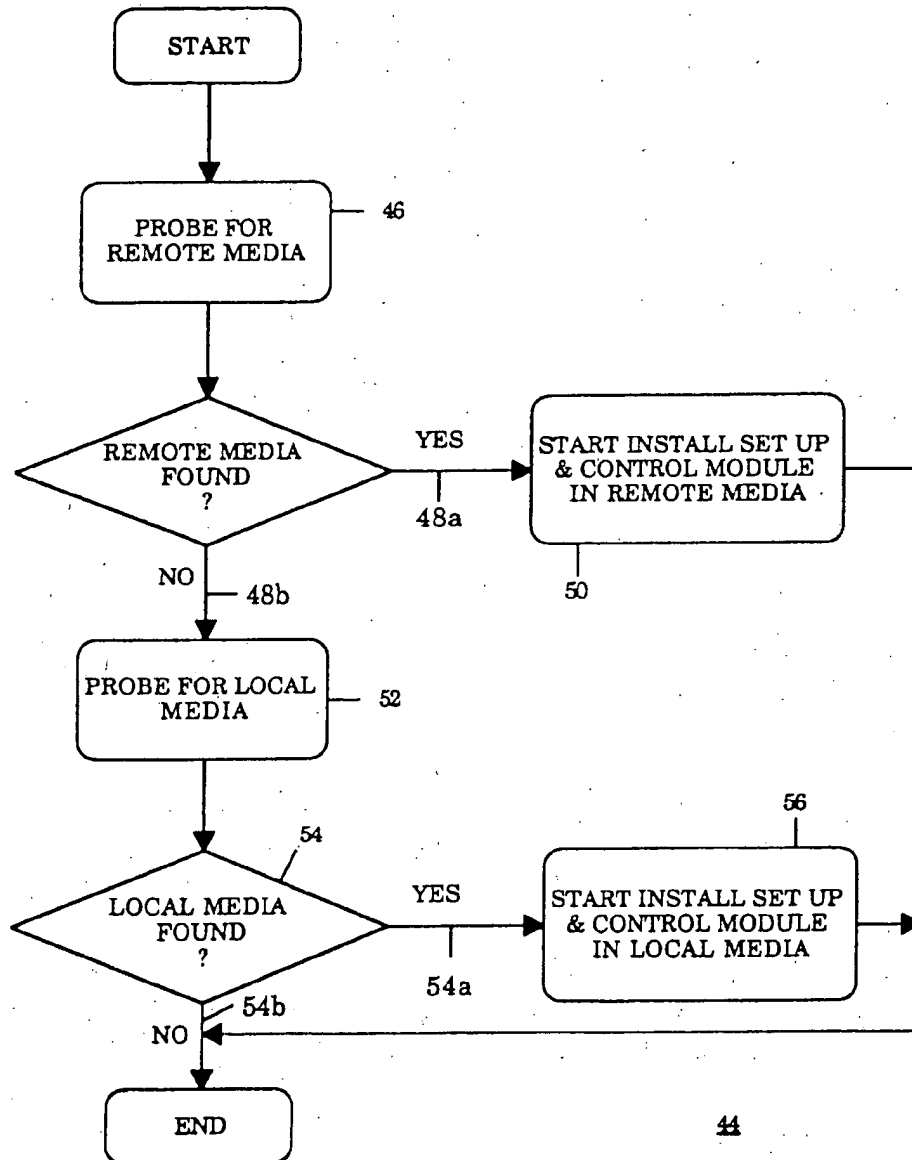 START
PROBE FOR
REMOTE MEDIA
46
REMOTE MEDIA
FOUND
?
YES
48a
START INSTALL SET UP
& CONTROL MODULE
IN REMOTE MEDIA
50
NO
48b
PROBE FOR LOCAL
MEDIA
52
54
LOCAL MEDIA
FOUND
?
YES
54a
56
START INSTALL SET UP
& CONTROL MODULE
IN LOCAL MEDIA
54b
NO
END
44